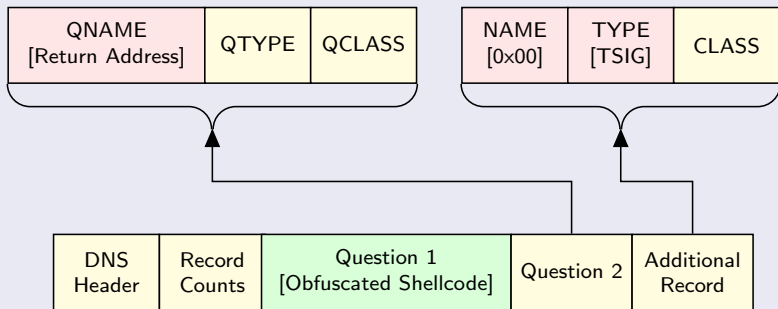 QNAME
[Return Address]
QTYPE
QCLASS
NAME
[0x00]
TYPE
[TSIG]
CLASS
DNS
Header
Record
Counts
Question 1
[Obfuscated Shellcode]
Question 2
Additional
Record